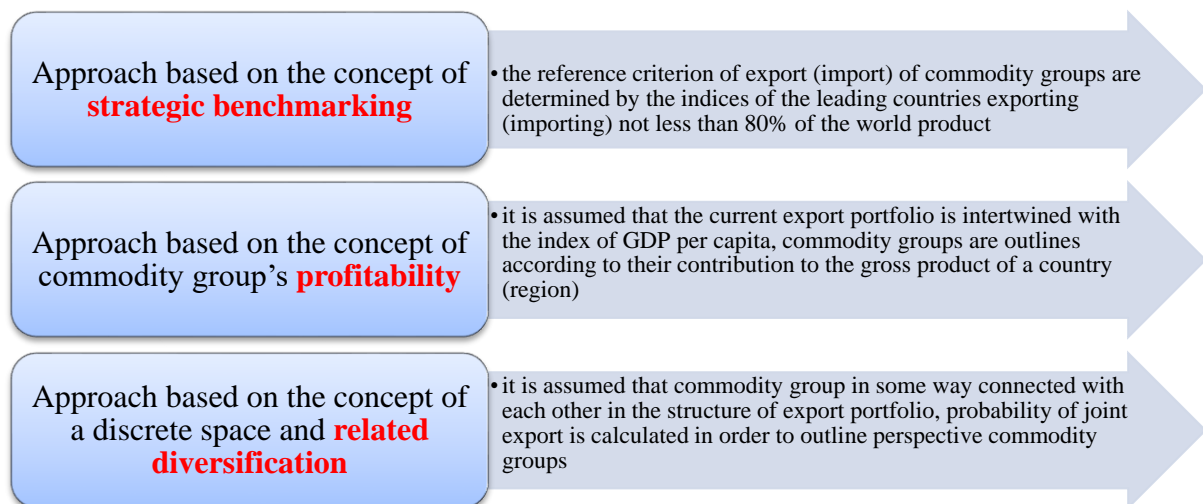 Approach based on the concept of
strategic benchmarking
• the reference criterion of export (import) of commodity groups are
determined by the indices of the leading countries exporting
(importing) not less than 80% of the world product
Approach based on the concept of
commodity group's profitability
• it is assumed that the current export portfolio is intertwined with
the index of GDP per capita, commodity groups are outlines
according to their contribution to the gross product of a country
(region)
Approach based on the concept of
a discrete space and related
diversification
• it is assumed that commodity group in some way connected with
each other in the structure of export portfolio, probability of joint
export is calculated in order to outline perspective commodity
groups